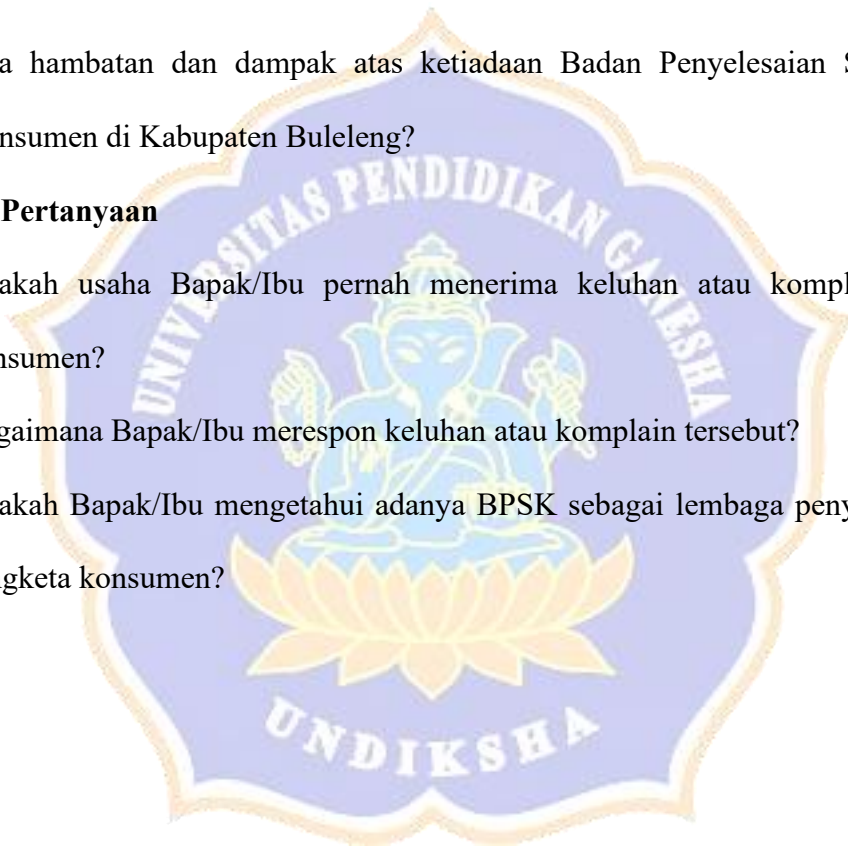 a hambatan dan dampak atas ketiadaan Badan Penyelesaian S
nsumen di Kabupaten Buleleng?
Pertanyaan
akah usaha Bapak/Ibu pernah menerima keluhan atau kompl
nsumen?
gaimana Bapak/Ibu merespon keluhan atau komplain tersebut?
akah Bapak/Ibu mengetahui adanya BPSK sebagai lembaga peny
gketa konsumen?
UNIVERSITAS PENDIDIKAN GANESHA
UNDIKSHA